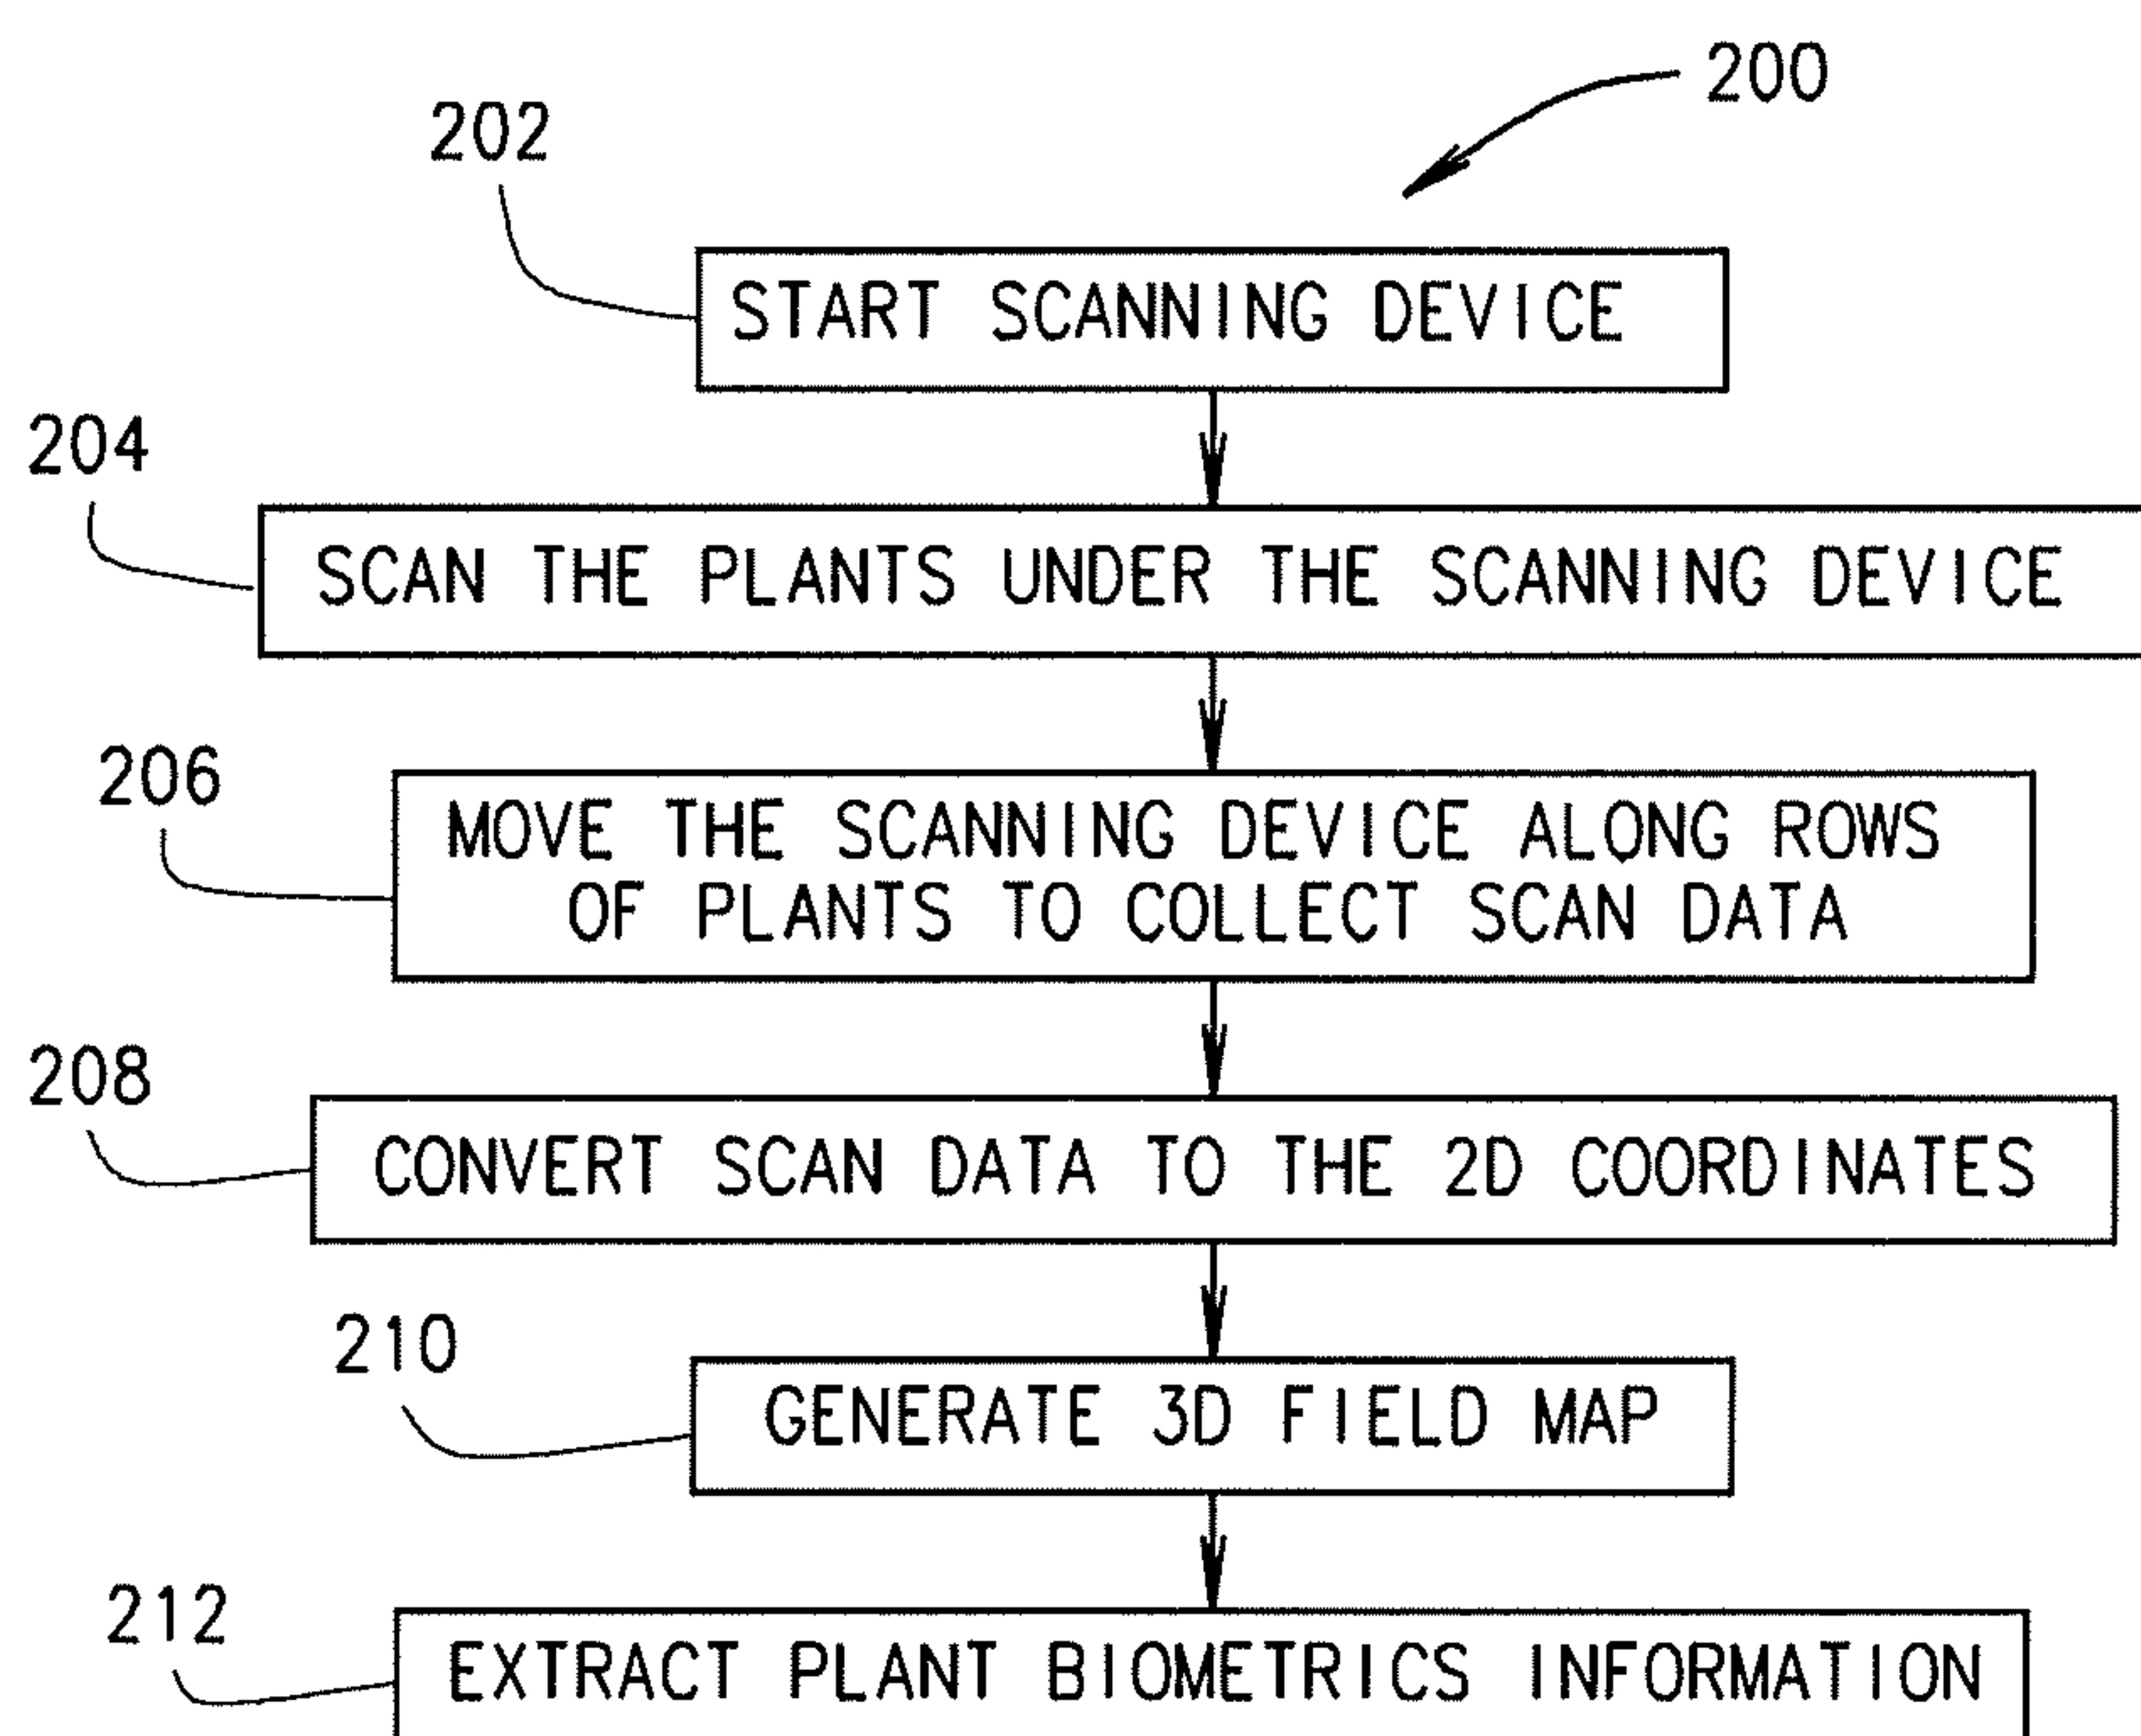 200
202
START SCANNING DEVICE
204
SCAN THE PLANTS UNDER THE SCANNING DEVICE
206
MOVE THE SCANNING DEVICE ALONG ROWS
OF PLANTS TO COLLECT SCAN DATA
208
CONVERT SCAN DATA TO THE 2D COORDINATES
210
GENERATE 3D FIELD MAP
212
EXTRACT PLANT BIOMETRICS INFORMATION